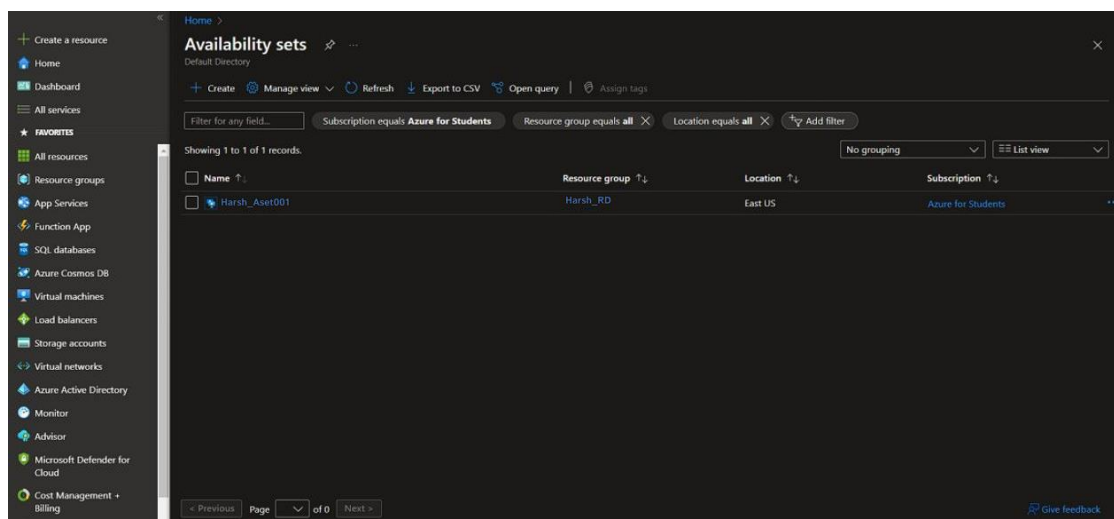 Create a resource
Home
Dashboard
All services
FAVORITES
All resources
Resource groups
App Services
Function App
SQL databases
Azure Cosmos DB
Virtual machines
Load balancers
Storage accounts
Virtual networks
Azure Active Directory
Monitor
Advisor
Microsoft Defender for
Cloud
Cost Management +
Billing
Home >
Availability sets ...
Default Directory
Create Manage view Refresh Export to CSV Open query Assign tags
Filter for any field... Subscription equals Azure for Students Resource group equals all Location equals all Add filter
Showing 1 to 1 of 1 records. No grouping List view
Name Resource group Location Subscription
Harsh_Aset001 Harsh_RD East US Azure for Students
< Previous Page of 0 Next > Give feedback